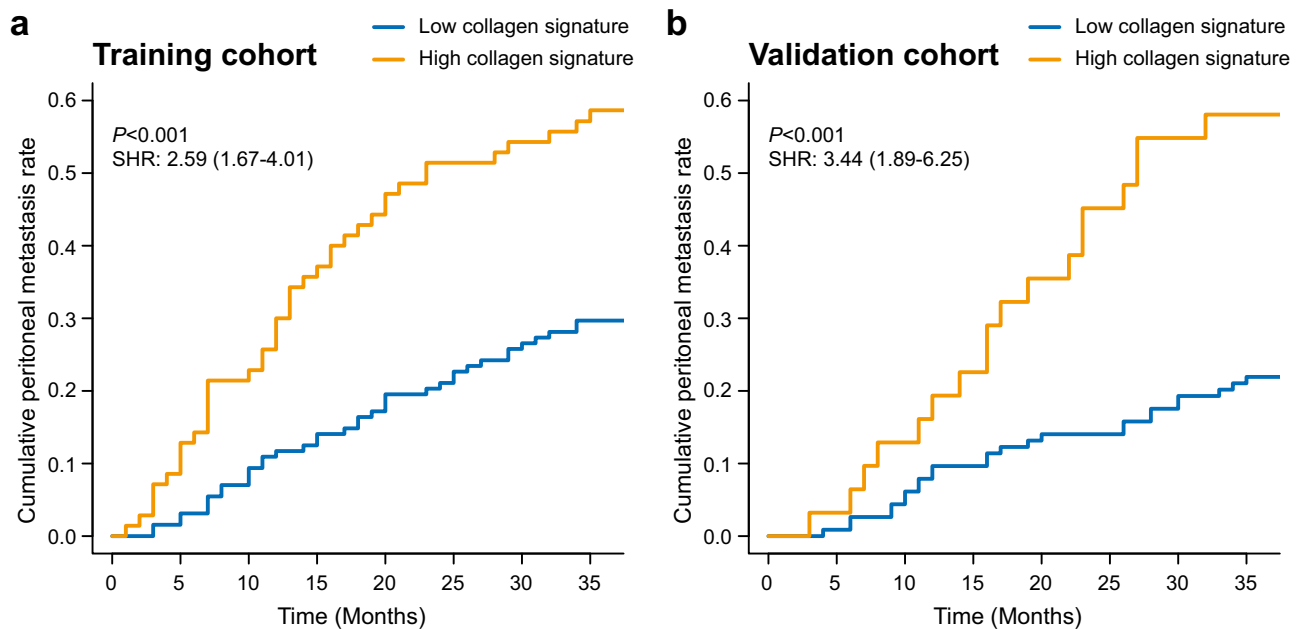 a
Training cohort
Low collagen signature
High collagen signature
P<0.001
SHR: 2.59 (1.67-4.01)
Cumulative peritoneal metastasis rate
0.6
0.5
0.4
0.3
0.2
0.1
0.0
0 5 10 15 20 25 30 35
Time (Months)
b
Validation cohort
Low collagen signature
High collagen signature
P<0.001
SHR: 3.44 (1.89-6.25)
Cumulative peritoneal metastasis rate
0.6
0.5
0.4
0.3
0.2
0.1
0.0
0 5 10 15 20 25 30 35
Time (Months)